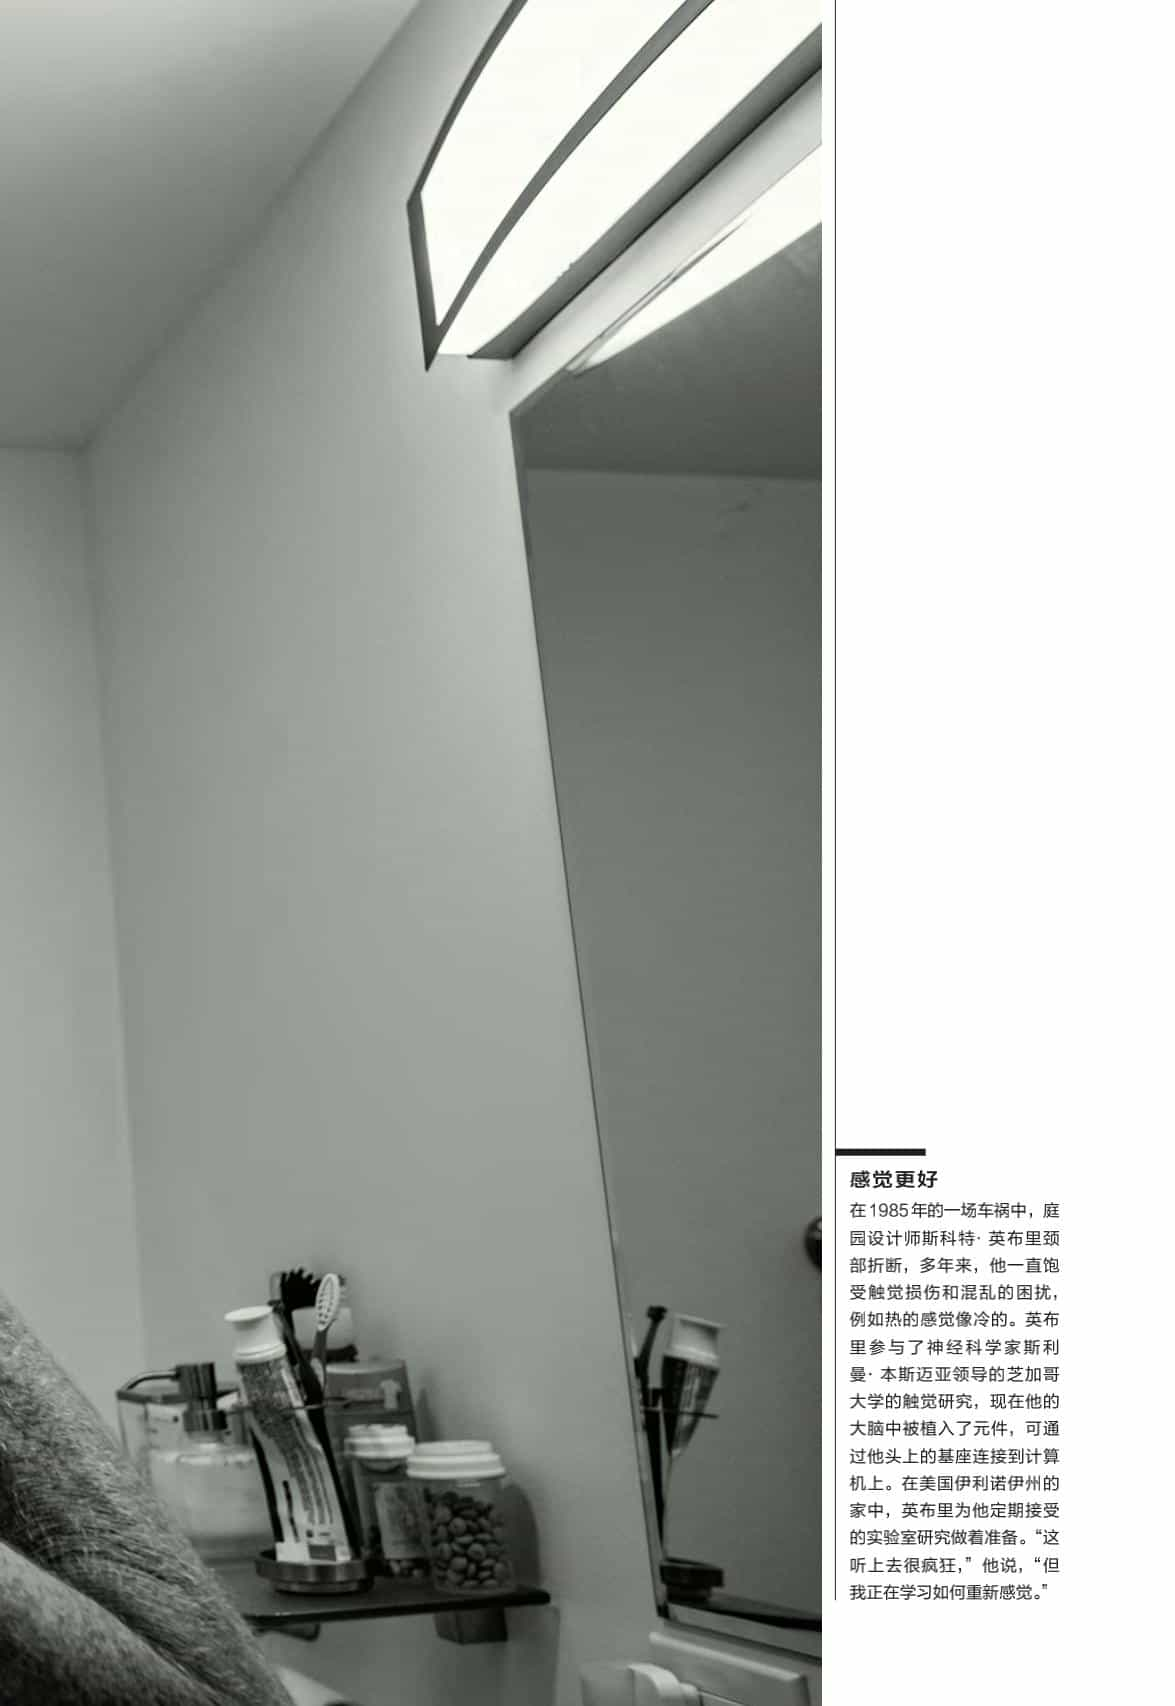 感觉更好
在1985年的一场车祸中，庭
园设计师斯科特·英布里颈
部折断，多年来，他一直饱
受触觉损伤和混乱的困扰，
例如热的感觉像冷的。英布
里参与了神经科学家斯利
曼·本斯迈亚领导的芝加哥
大学的触觉研究，现在他的
大脑中被植入了元件，可通
过他头上的基座连接到计算
机上。在美国伊利诺伊州的
家中，英布里为他定期接受
的实验室研究做着准备。“这
听上去很疯狂，”他说，“但
我正在学习如何重新感觉。”